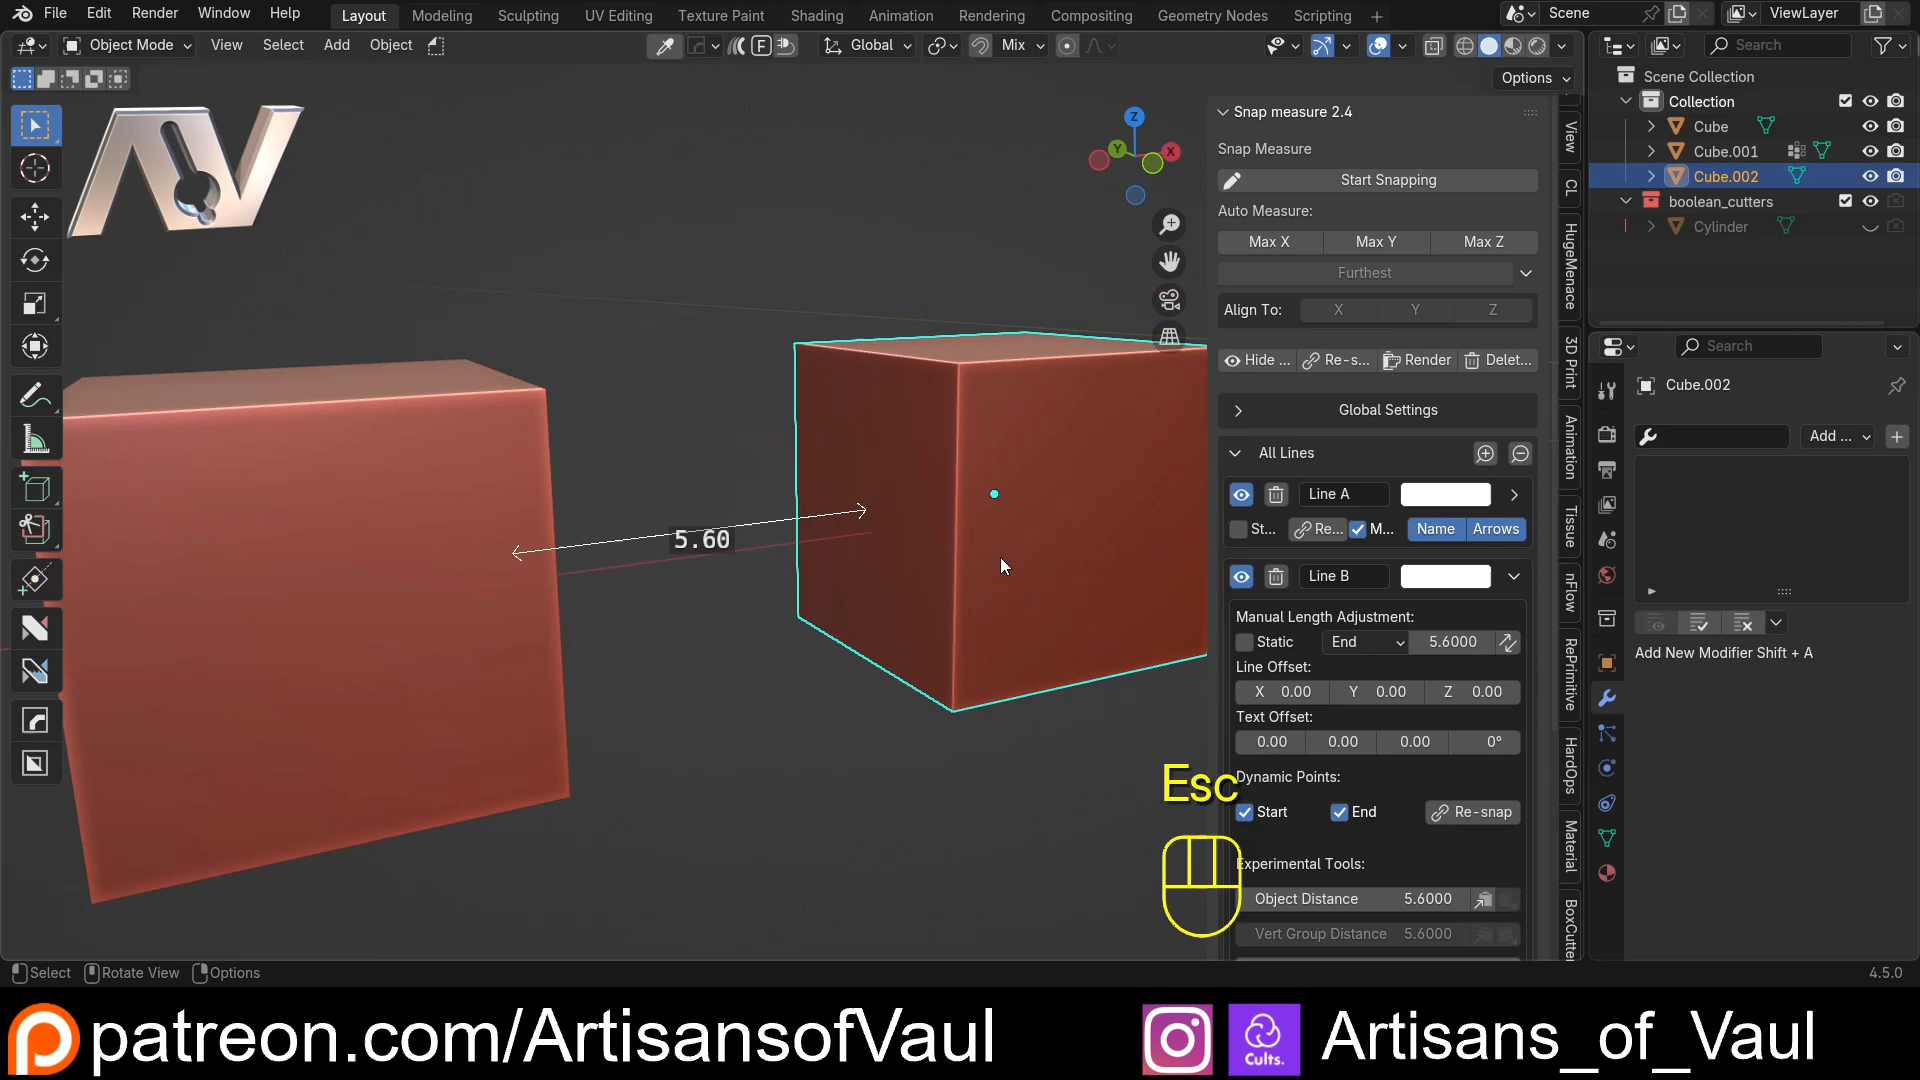 File Edit Render Window Help Layout Modeling Sculpting UV Editing Texture Paint Shading Animation Rendering Compositing Geometry Nodes Scripting + Scene ViewLayer
Object Mode View Select Add Object F Global Mix Search
Options
Scene Collection
Collection
Cube
Cube.001
Cube.002
boolean_cutters
Cylinder
AV
Z
Y
X
Snap measure 2.4
Snap Measure
Start Snapping
Auto Measure:
Max X Max Y Max Z
Furthest
Align To: X Y Z
Hide ... Re-s... Render Delet...
Global Settings
All Lines
Line A
St... Re... M... Name Arrows
Line B
Manual Length Adjustment:
Static End 5.6000
Line Offset:
X 0.00 Y 0.00 Z 0.00
Text Offset:
0.00 0.00 0.00 0°
Dynamic Points:
Start End Re-snap
Experimental Tools:
Object Distance 5.6000
Vert Group Distance 5.6000
5.60
Esc
View
CL
HugeMenace
3D Print
Animation
Tissue
nFlow
RePrimitive
HardOps
Material
BoxCutter
Search
Cube.002
Add ...
Add New Modifier Shift + A
Select Rotate View Options 4.5.0
patreon.com/ArtisansofVaul Cults. Artisans_of_Vaul